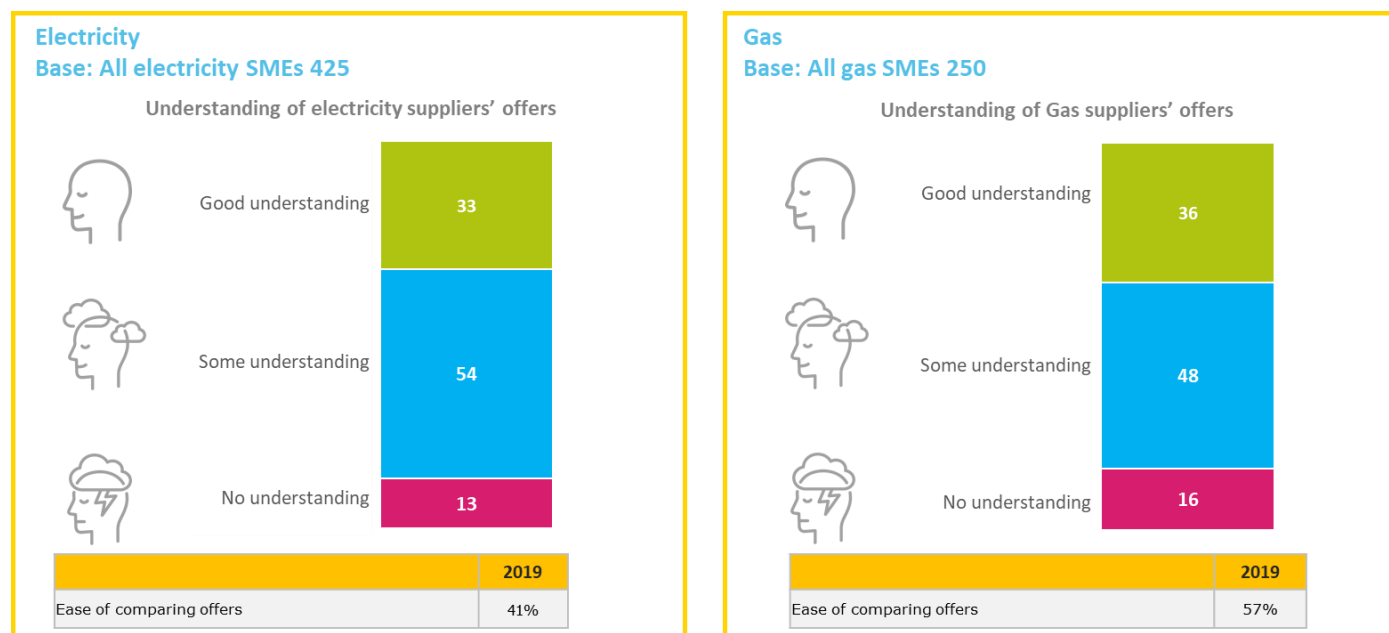 Electricity
Base: All electricity SMEs 425
Understanding of electricity suppliers’ offers
Good understanding
33
Some understanding
54
No understanding
13
2019
Ease of comparing offers
41%
Gas
Base: All gas SMEs 250
Understanding of Gas suppliers’ offers
Good understanding
36
Some understanding
48
No understanding
16
2019
Ease of comparing offers
57%